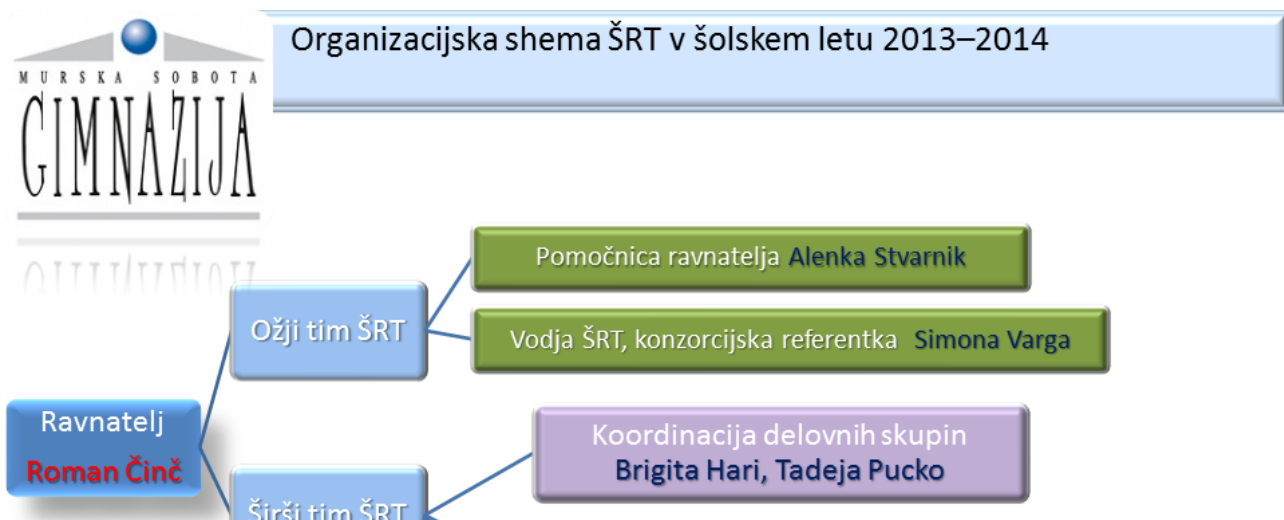 Organizacijska shema ŠRT v šolskem letu 2013–2014
MURSKA SOBOTA
GIMNAZIJA
Pomočnica ravnatelja Alenka Stvarnik
Ožji tim ŠRT
Vodja ŠRT, konzorcijska referentka Simona Varga
Ravnatelj
Roman Činč
Koordinacija delovnih skupin
Brigita Hari, Tadeja Pucko
Širši tim ŠRT